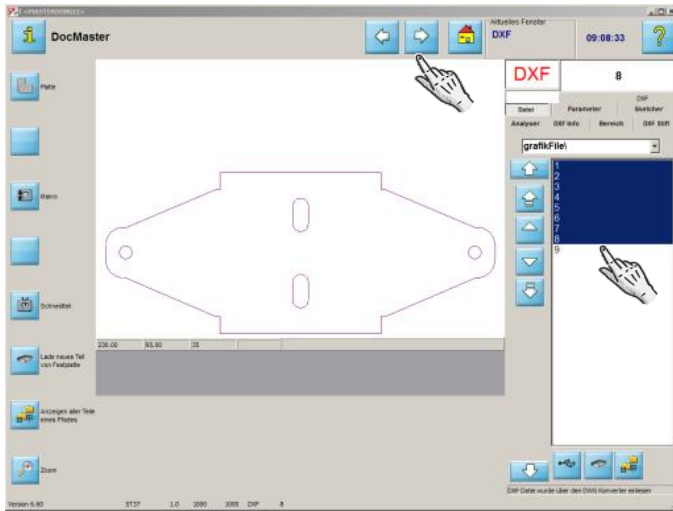 DocMaster
Aktuelles Fenster
DXF
09:08:33
DXF
8
Platte
Makro
Schneidteil
Lade neues Teil
von Festplatte
Anzeigen aller Teile
eines Pfades
Zoom
DXF
Datei Parameter Sketcher
Analyser DXF Info Bereich DXF Stift
grafikFile\
1
2
3
4
5
6
7
8
9
230.00 95.00 35
DXF Datei wurde über den DWG Konverter einlesen
Version 6.60 ST37 1.0 1000 1000 DXF 8